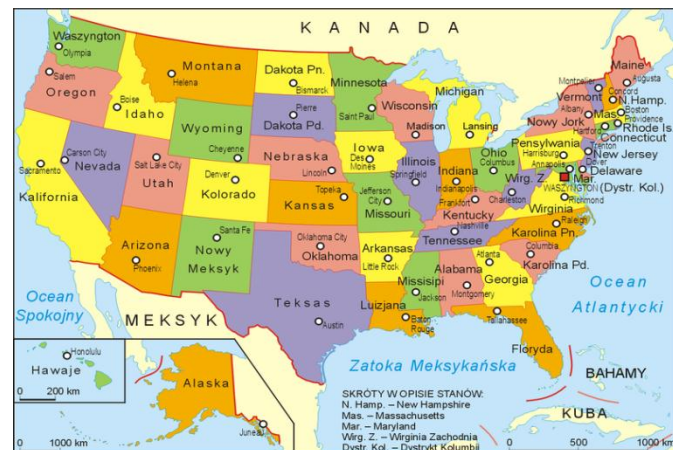 KANADA
Waszyngton
Olympia
Montana
Helena
Dakota Pn.
Bismarck
Minnesota
Saint Paul
Salem
Oregon
Boise
Idaho
Pierre
Dakota Pd.
Wisconsin
Madison
Michigan
Lansing
Maine
Augusta
Montpelier
Vermont
Concord
N. Hamp.
Albany
Boston
Mas.
Providence
Nowy Jork
Hartford
Rhode Is.
Connecticut
Wyoming
Cheyenne
Nebraska
Lincoln
Iowa
Des Moines
Illinois
Springfield
Indiana
Indianapolis
Ohio
Columbus
Pensylwania
Harrisburg
Trenton
New Jersey
Annapolis
Dover
Delaware
Mar.
WASZYNGTON
(Dystr. Kol.)
Carson City
Nevada
Sacramento
Kalifornia
Salt Lake City
Utah
Denver
Kolorado
Topeka
Kansas
Jefferson City
Missouri
Frankfort
Kentucky
Wirg. Z.
Charleston
Wirginia
Richmond
Raleigh
Karolina Pn.
Nashville
Tennessee
Columbia
Karolina Pd.
Arizona
Phoenix
Santa Fe
Nowy
Meksyk
Oklahoma City
Oklahoma
Arkansas
Little Rock
Atlanta
Georgia
Alabama
Montgomery
Missisipi
Jackson
Teksas
Austin
Luizjana
Baton
Rouge
Tallahassee
Floryda
Ocean
Spokojny
MEKSYK
Ocean
Atlantycki
Zatoka Meksykańska
BAHAMY
KUBA
Honolulu
Hawaje
0 200 km
Alaska
Juneau
0 1000 km
SKRÓTY W OPISIE STANÓW:
N. Hamp. – New Hampshire
Mas. – Massachusetts
Mar. – Maryland
Wirg. Z. – Wirginia Zachodnia
Dystr. Kol. – Dystrykt Kolumbii
0 500 1000 km